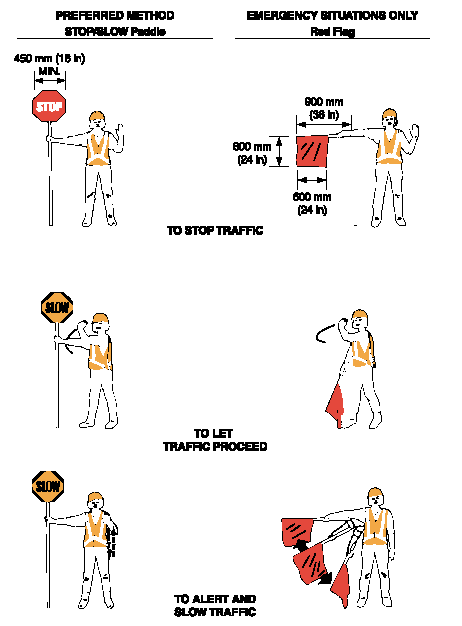 PREFERRED METHOD
STOP/SLOW Paddle
EMERGENCY SITUATIONS ONLY
Red Flag
450 mm (18 in)
MIN.
STOP
900 mm
(36 in)
600 mm
(24 in)
600 mm
(24 in)
TO STOP TRAFFIC
SLOW
TO LET
TRAFFIC PROCEED
SLOW
TO ALERT AND
SLOW TRAFFIC